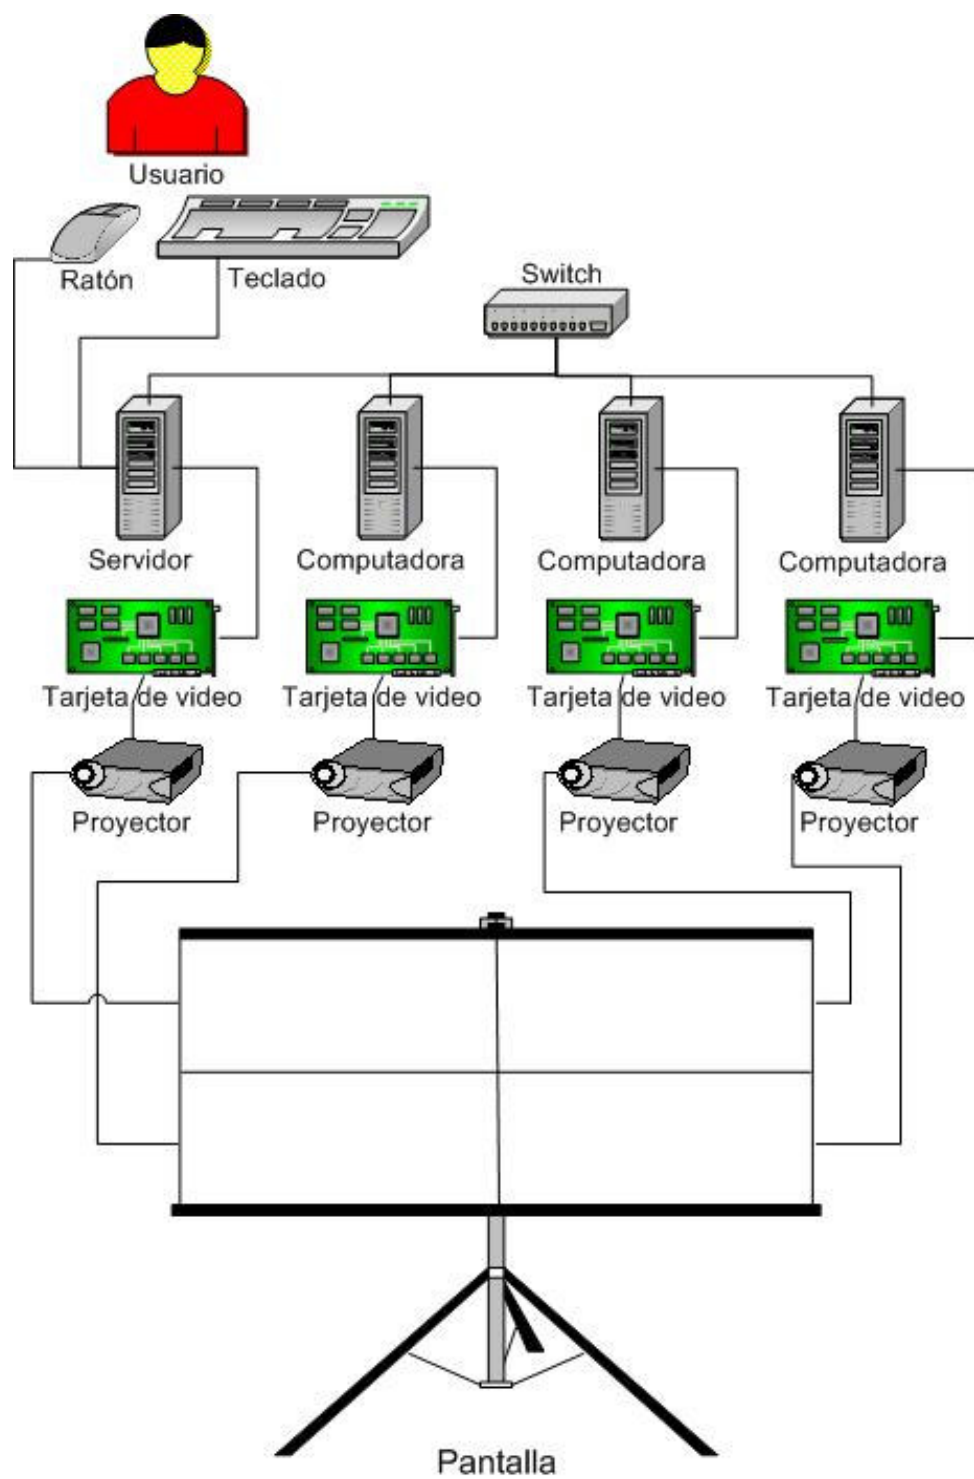 Usuario
Ratón
Teclado
Switch
Servidor
Computadora
Computadora
Computadora
Tarjeta de video
Tarjeta de video
Tarjeta de video
Tarjeta de video
Proyector
Proyector
Proyector
Proyector
Pantalla